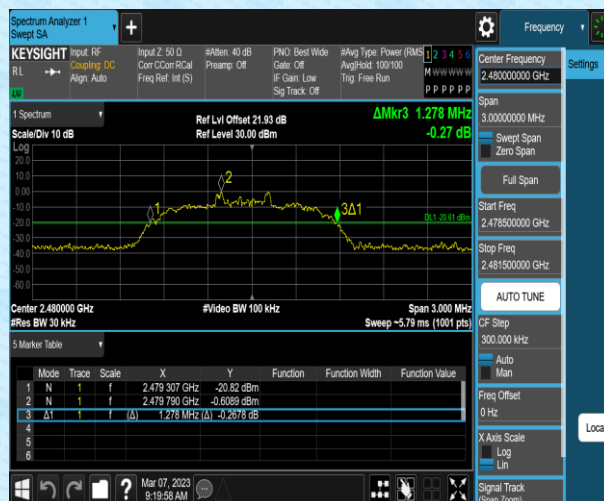 Spectrum Analyzer 1
Swept SA
Frequency
KEYSIGHT
RL
Input: RF
Coupling: DC
Align: Auto
Input Z: 50 Ω
Corr CCorr RCal
Freq Ref: Int (S)
#Atten: 40 dB
Preamp: Off
PNO: Best Wide
Gate: Off
IF Gain: Low
Sig Track: Off
#Avg Type: Power (RMS
Avg|Hold: 100/100
Trig: Free Run
1 2 3 4 5 6
M W W W W W
P P P P P P
1 Spectrum
Scale/Div 10 dB
Ref Lvl Offset 21.93 dB
Ref Level 30.00 dBm
ΔMkr3 1.278 MHz
-0.27 dB
Log
20.0
10.0
0.00
-10.0
-20.0
-30.0
-40.0
-50.0
-60.0
1
2
3Δ1
DL1 -20.61 dBm
Center 2.480000 GHz
#Video BW 100 kHz
Span 3.000 MHz
#Res BW 30 kHz
Sweep ~5.79 ms (1001 pts)
5 Marker Table
Mode Trace Scale X Y Function Function Width Function Value
1 N 1 f 2.479 307 GHz -20.82 dBm
2 N 1 f 2.479 790 GHz -0.6089 dBm
3 Δ1 1 f (Δ) 1.278 MHz (Δ) -0.2678 dB
4
5
6
Mar 07, 2023
9:19:58 AM
Center Frequency
2.480000000 GHz
Settings
Span
3.00000000 MHz
Swept Span
Zero Span
Full Span
Start Freq
2.478500000 GHz
Stop Freq
2.481500000 GHz
AUTO TUNE
CF Step
300.000 kHz
Auto
Man
Freq Offset
0 Hz
Loca
X Axis Scale
Log
Lin
Signal Track
(Span Zoom)